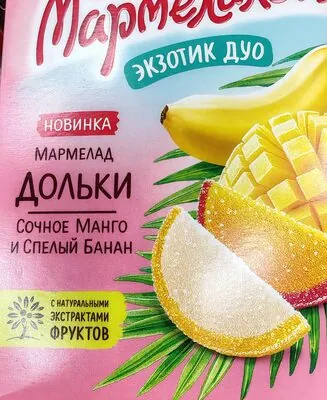 ЭКЗОТИК ДУО
НОВИНКА
МАРМЕЛАД
ДОЛЬКИ
СОЧНОЕ МАНГО
И СПЕЛЫЙ БАНАН
С НАТУРАЛЬНЫМИ
ЭКСТРАКТАМИ
ФРУКТОВ